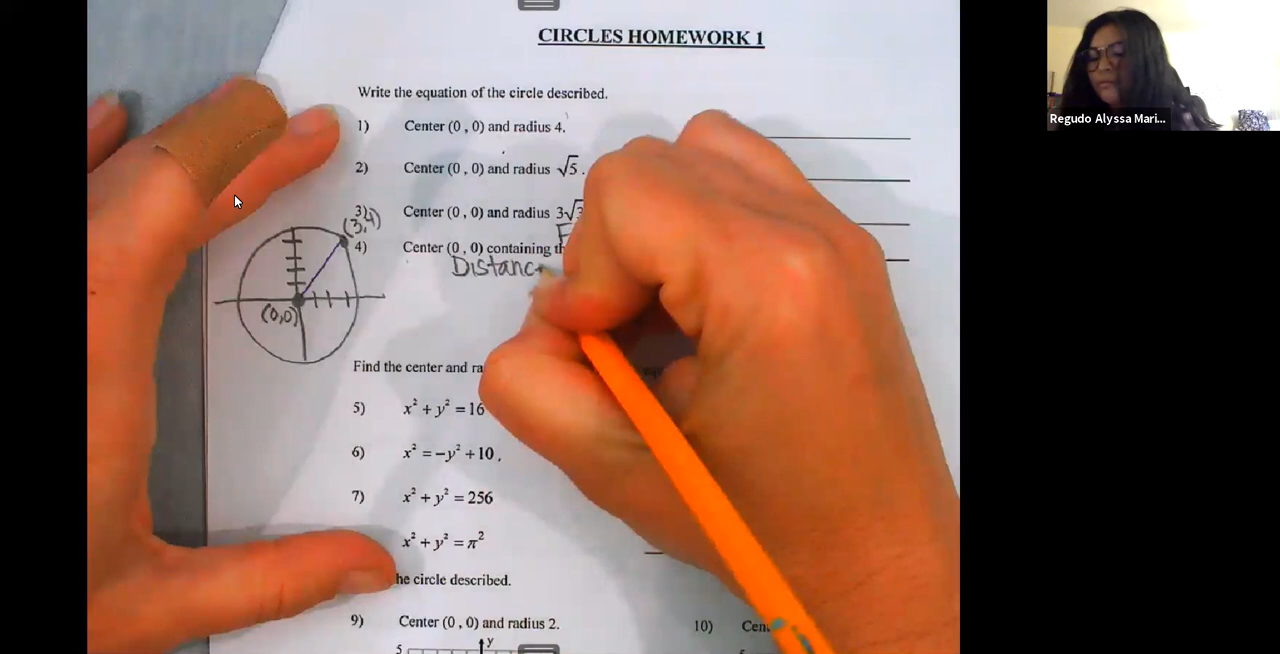 CIRCLES HOMEWORK 1
Write the equation of the circle described.
1) Center (0 , 0) and radius 4.
2) Center (0 , 0) and radius √5 .
3) Center (0 , 0) and radius 3√3
(3,4)
4) Center (0 , 0) containing th
Distanc
(0,0)
Find the center and ra
5) x² + y² = 16
6) x² = −y² + 10 ,
7) x² + y² = 256
x² + y² = π²
he circle described.
9) Center (0 , 0) and radius 2.
10) Cen
5
y
Regudo Alyssa Mari...